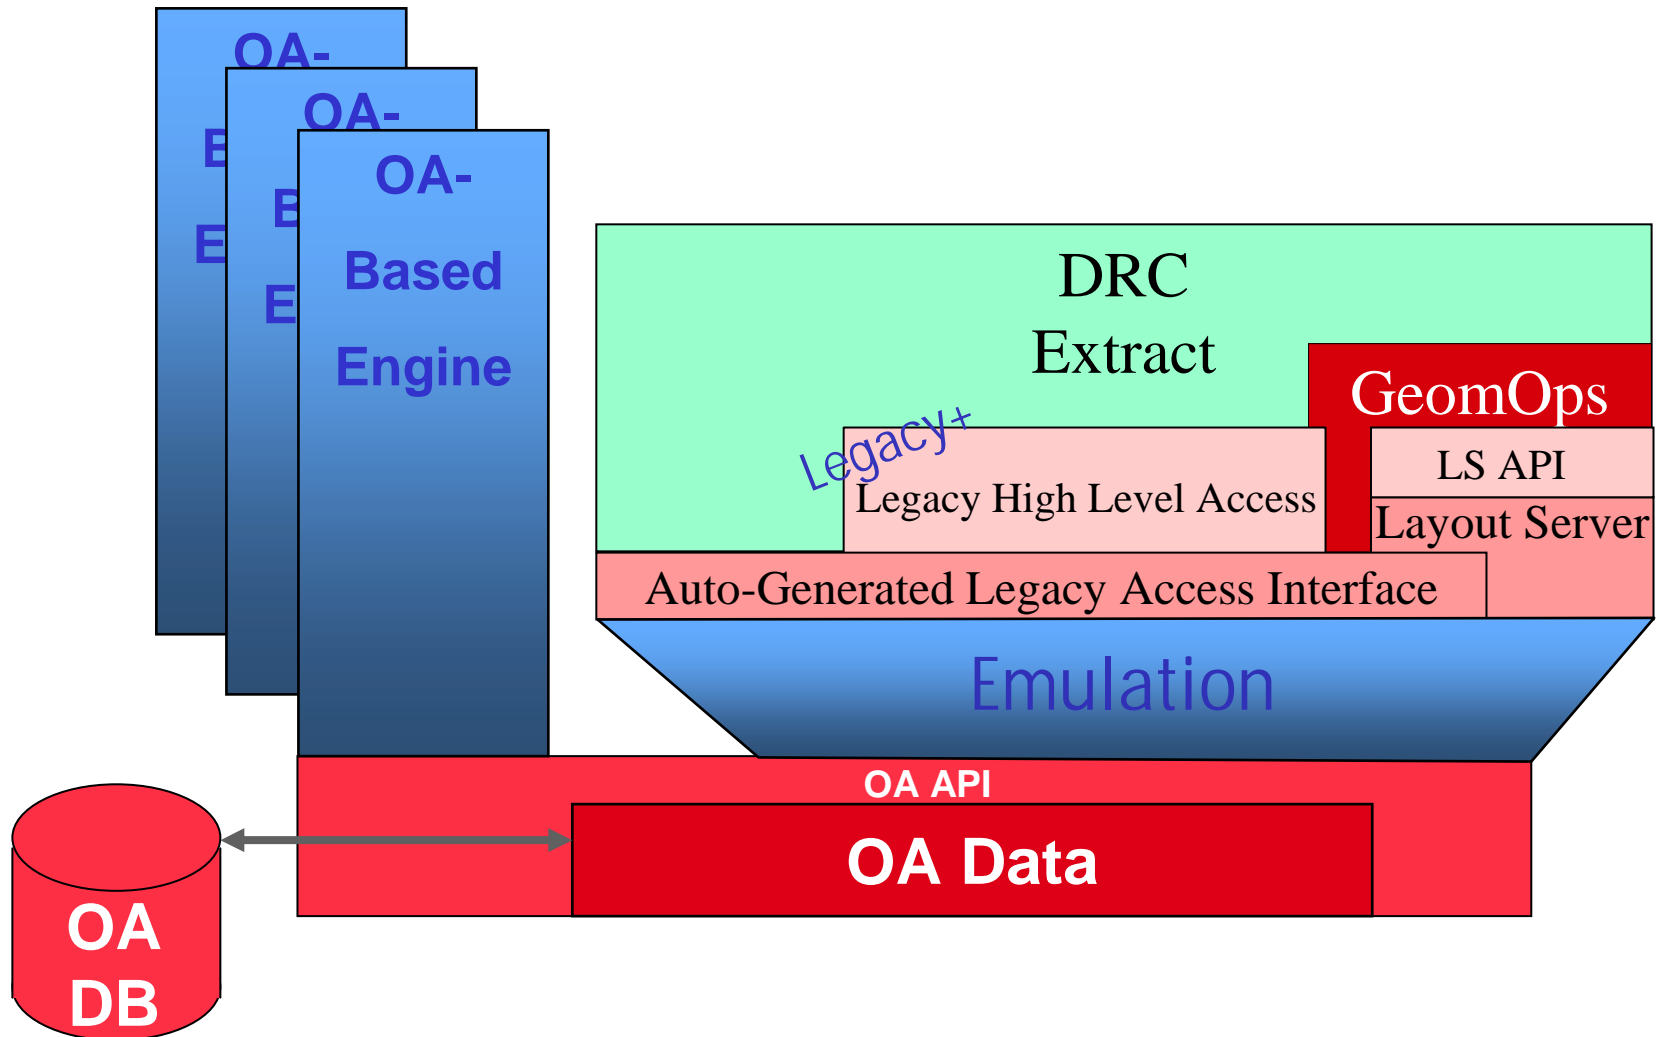 OA-
B
E
OA-
B
E
OA-
Based
Engine
DRC
Extract
GeomOps
Legacy+
LS API
Legacy High Level Access
Layout Server
Auto-Generated Legacy Access Interface
Emulation
OA API
OA Data
OA
DB